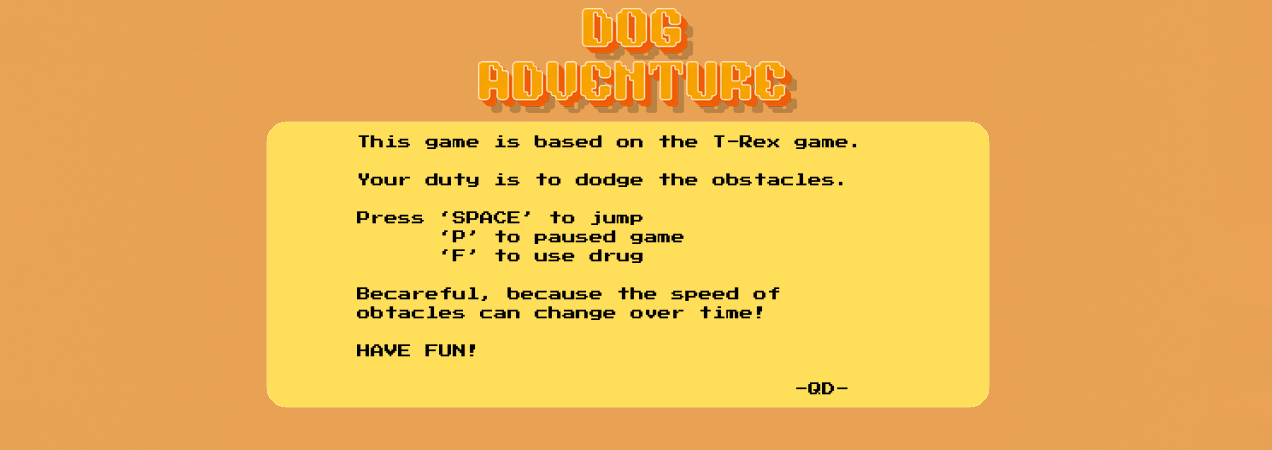 DOG
ADVENTURE
This game is based on the T-Rex game.
Your duty is to dodge the obstacles.
Press ‘SPACE’ to jump
‘P’ to paused game
‘F’ to use drug
Becareful, because the speed of
obtacles can change over time!
HAVE FUN!
-QD-